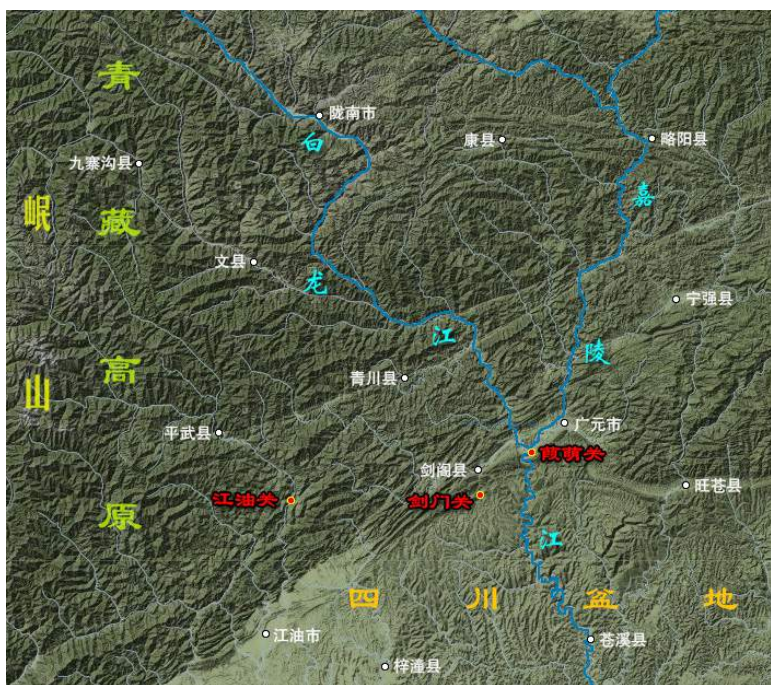 青藏高原
岷山
陇南市
白龙江
康县
略阳县
九寨沟县
嘉陵江
文县
宁强县
青川县
广元市
平武县
葭萌关
剑阁县
旺苍县
江油关
剑门关
四川盆地
江油市
苍溪县
梓潼县